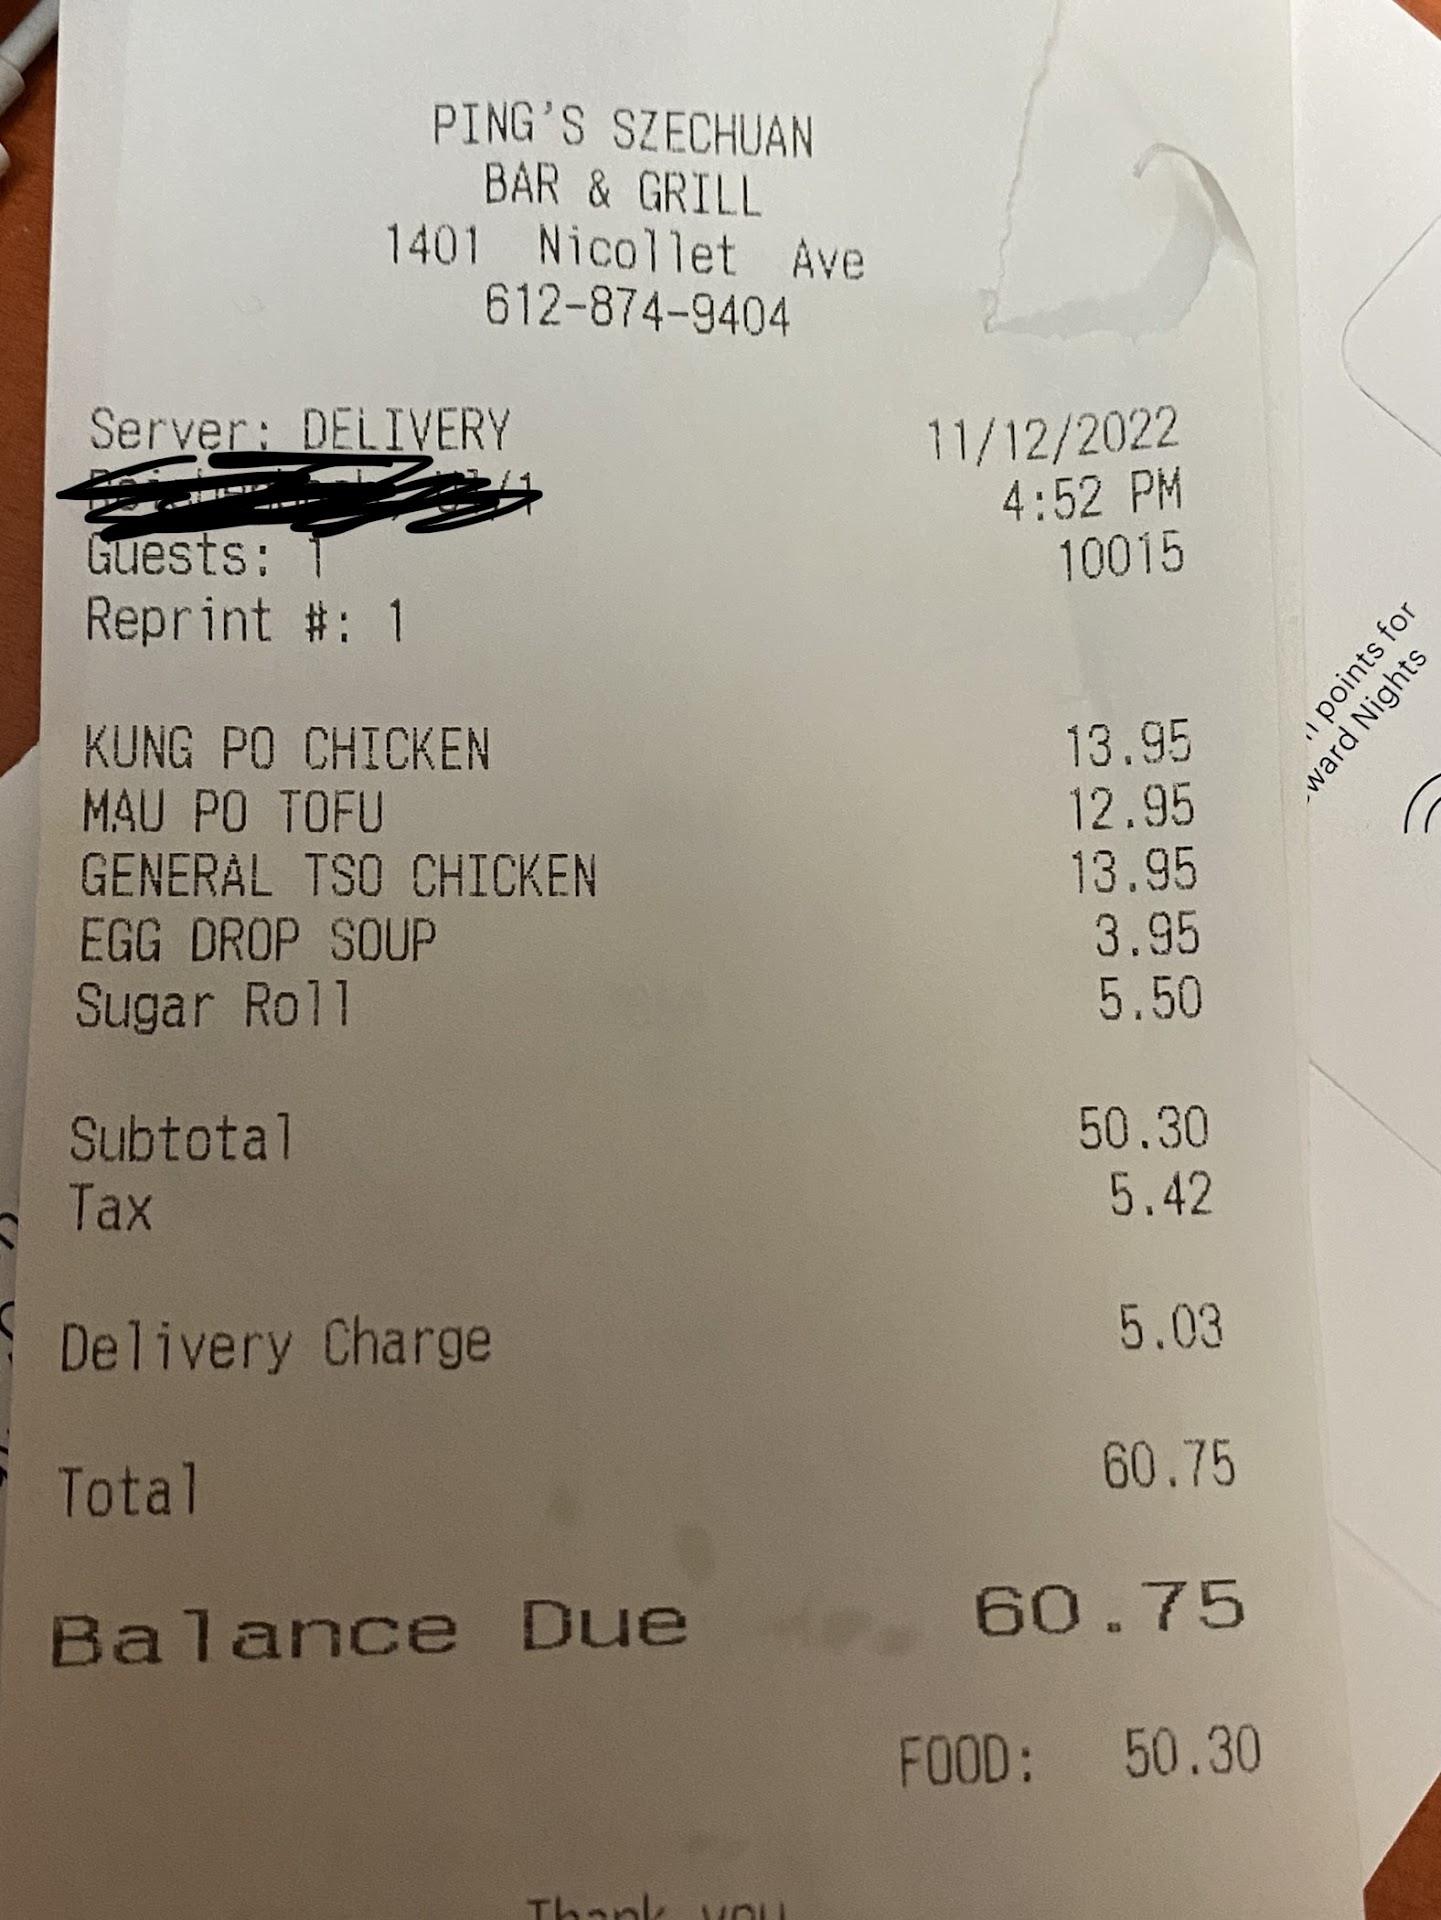 PING'S SZECHUAN
BAR & GRILL
1401 Nicollet Ave
612-874-9404
Server: DELIVERY 11/12/2022
4:52 PM
Guests: 1 10015
Reprint #: 1
KUNG PO CHICKEN 13.95
MAU PO TOFU 12.95
GENERAL TSO CHICKEN 13.95
EGG DROP SOUP 3.95
Sugar Roll 5.50
Subtotal 50.30
Tax 5.42
Delivery Charge 5.03
Total 60.75
Balance Due 60.75
FOOD: 50.30
Thank you
points for
ward Nights